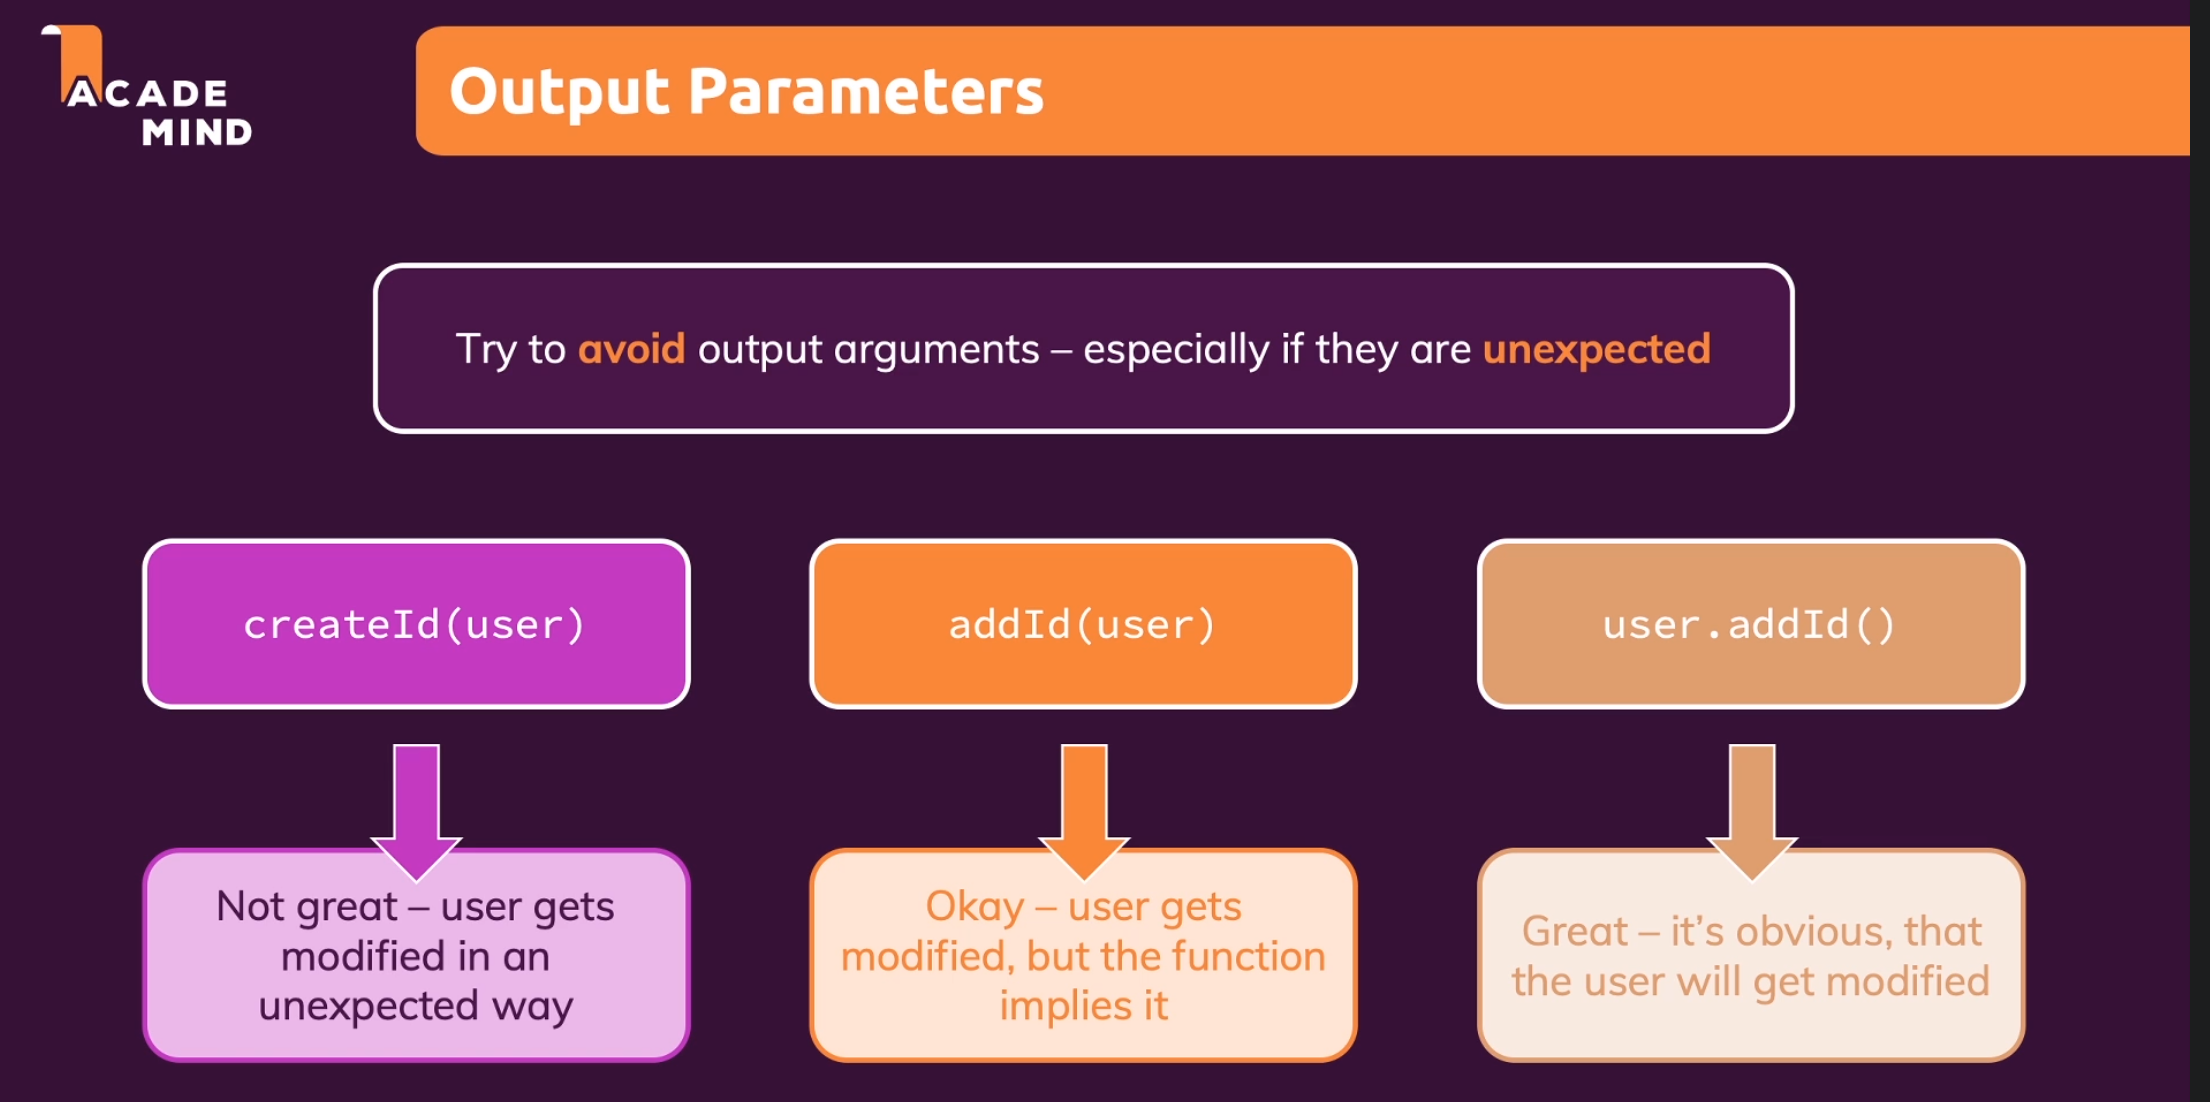 ACADE
MIND
Output Parameters
Try to avoid output arguments – especially if they are unexpected
createId(user)
addId(user)
user.addId()
Not great – user gets
modified in an
unexpected way
Okay – user gets
modified, but the function
implies it
Great – it’s obvious, that
the user will get modified